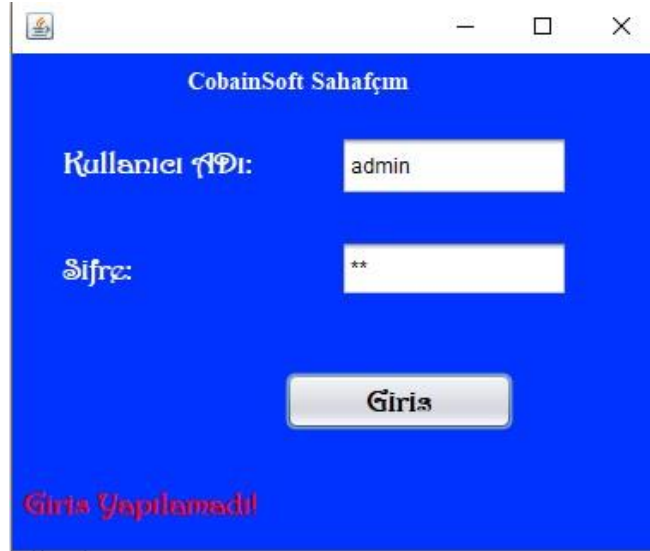 CobainSoft Sahafçım
Kullanıcı ADı:
admin
Sifre:
**
Giris
Giris Yapılamadı!